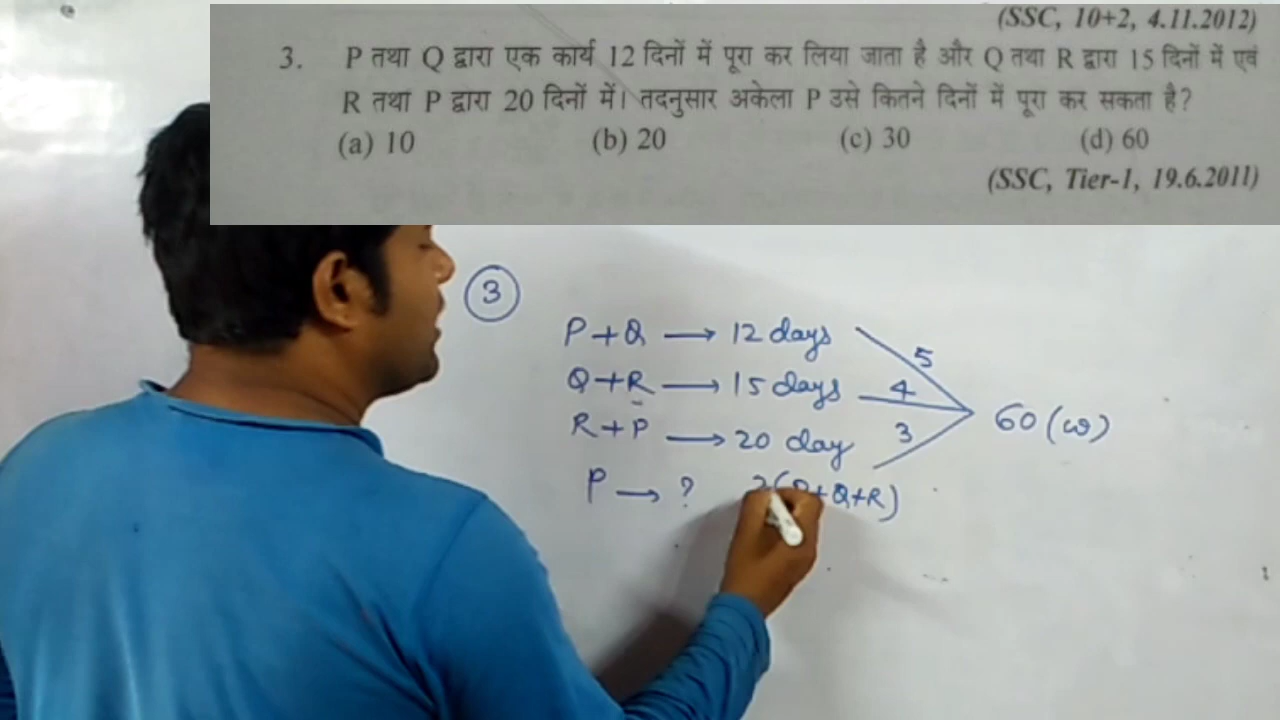 (SSC, 10+2, 4.11.2012)
3. P तथा Q द्वारा एक कार्य 12 दिनों में पूरा कर लिया जाता है और Q तथा R द्वारा 15 दिनों में एवं
R तथा P द्वारा 20 दिनों में। तदनुसार अकेला P उसे कितने दिनों में पूरा कर सकता है?
(a) 10 (b) 20 (c) 30 (d) 60
(SSC, Tier-1, 19.6.2011)
3
P+Q → 12 days 5
Q+R → 15 days 4 60 (W)
R+P → 20 day 3
P → ? 2(P+Q+R)